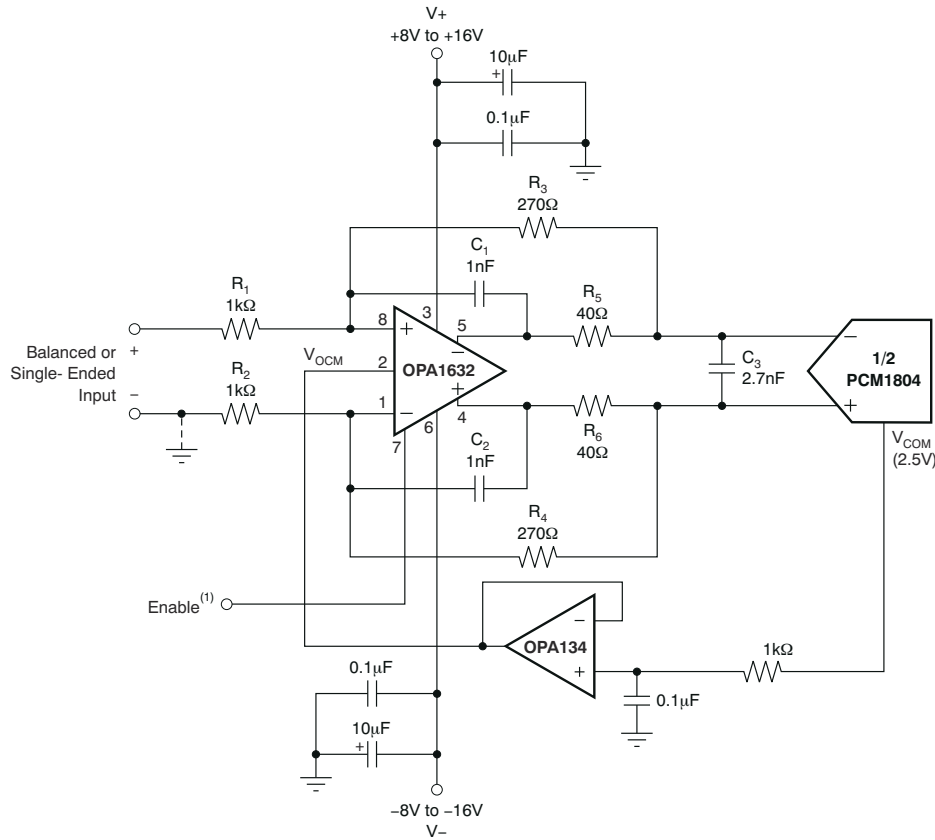 V+
+8V to +16V
10µF
+
0.1µF
R3
270Ω
C1
1nF
R1
1kΩ
R5
40Ω
3
8
+
5
−
Balanced or
Single- Ended
Input
+
−
VOCM
2
OPA1632
C3
2.7nF
−
1/2
PCM1804
+
R2
1kΩ
1
−
+
4
6
7
C2
1nF
R6
40Ω
VCOM
(2.5V)
R4
270Ω
Enable(1)
−
OPA134
+
1kΩ
0.1µF
0.1µF
10µF
+
−8V to −16V
V−